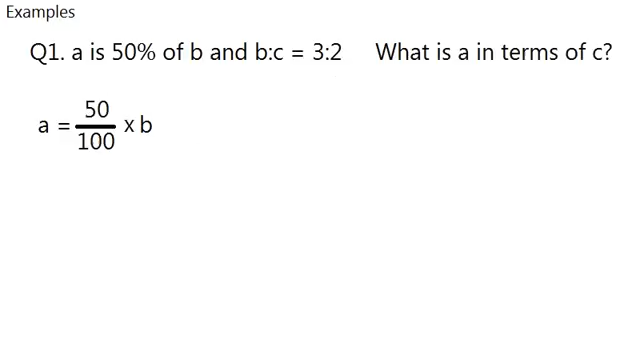 Examples
Q1. a is 50% of b and b:c = 3:2 What is a in terms of c?
a = 50/100 x b